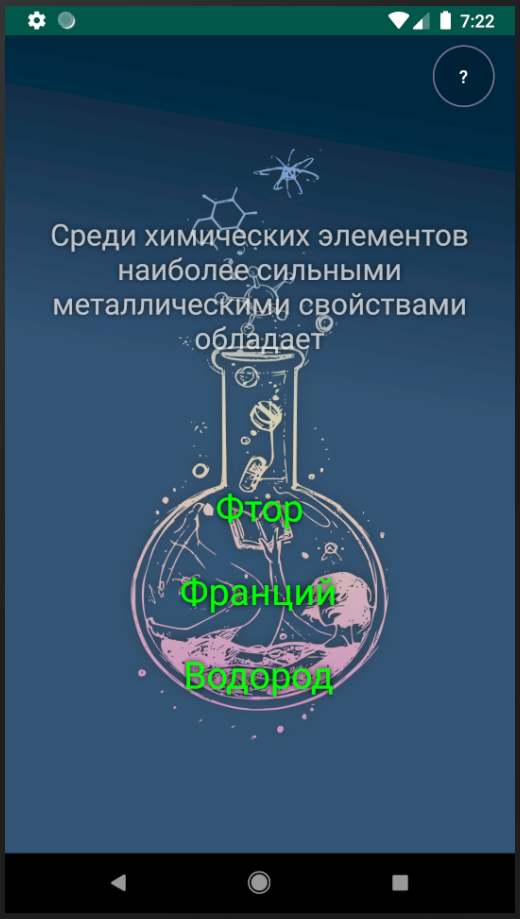 7:22
?
Среди химических элементов
наиболее сильными
металлическими свойствами
обладает
Фтор
Франций
Водород